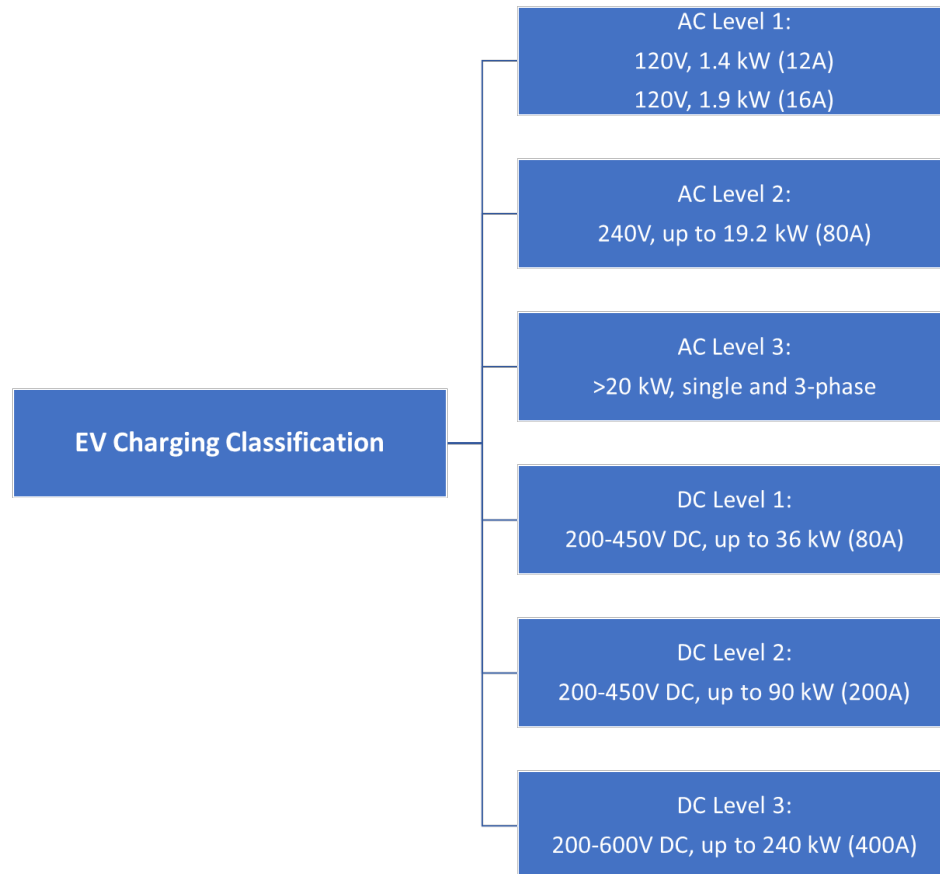 EV Charging Classification
AC Level 1:
120V, 1.4 kW (12A)
120V, 1.9 kW (16A)
AC Level 2:
240V, up to 19.2 kW (80A)
AC Level 3:
>20 kW, single and 3-phase
DC Level 1:
200-450V DC, up to 36 kW (80A)
DC Level 2:
200-450V DC, up to 90 kW (200A)
DC Level 3:
200-600V DC, up to 240 kW (400A)